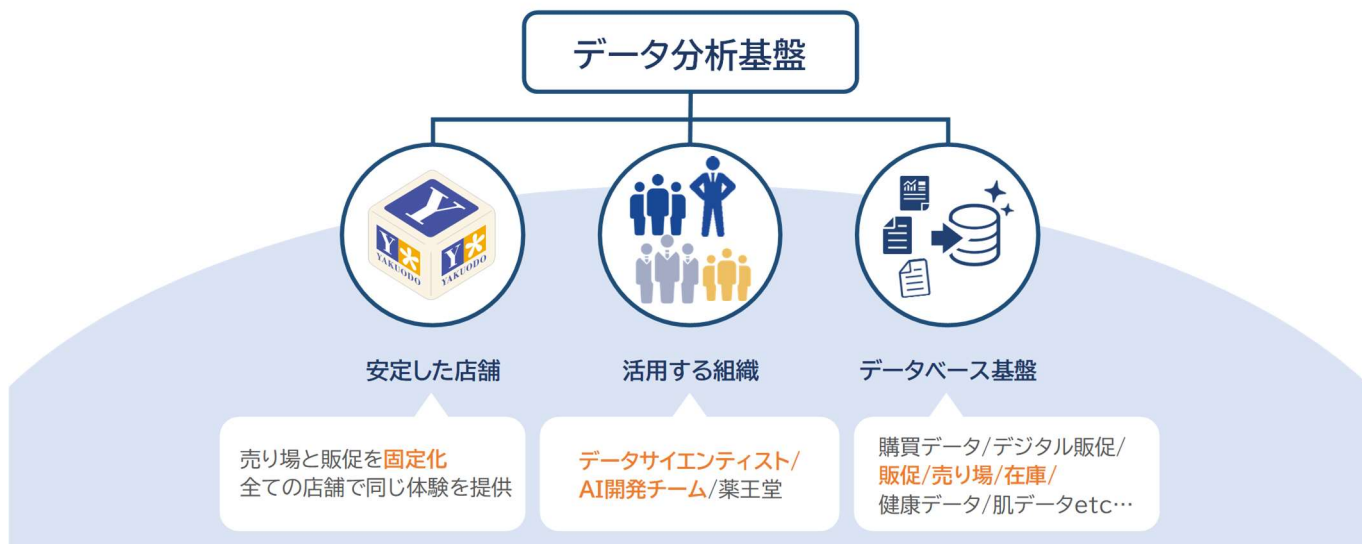 データ分析基盤
Y
Y
YAKUODO
Y
YAKUODO
安定した店舗
活用する組織
データベース基盤
売り場と販促を固定化
全ての店舗で同じ体験を提供
データサイエンティスト/
AI開発チーム/薬王堂
購買データ/デジタル販促/
販促/売り場/在庫/
健康データ/肌データetc…